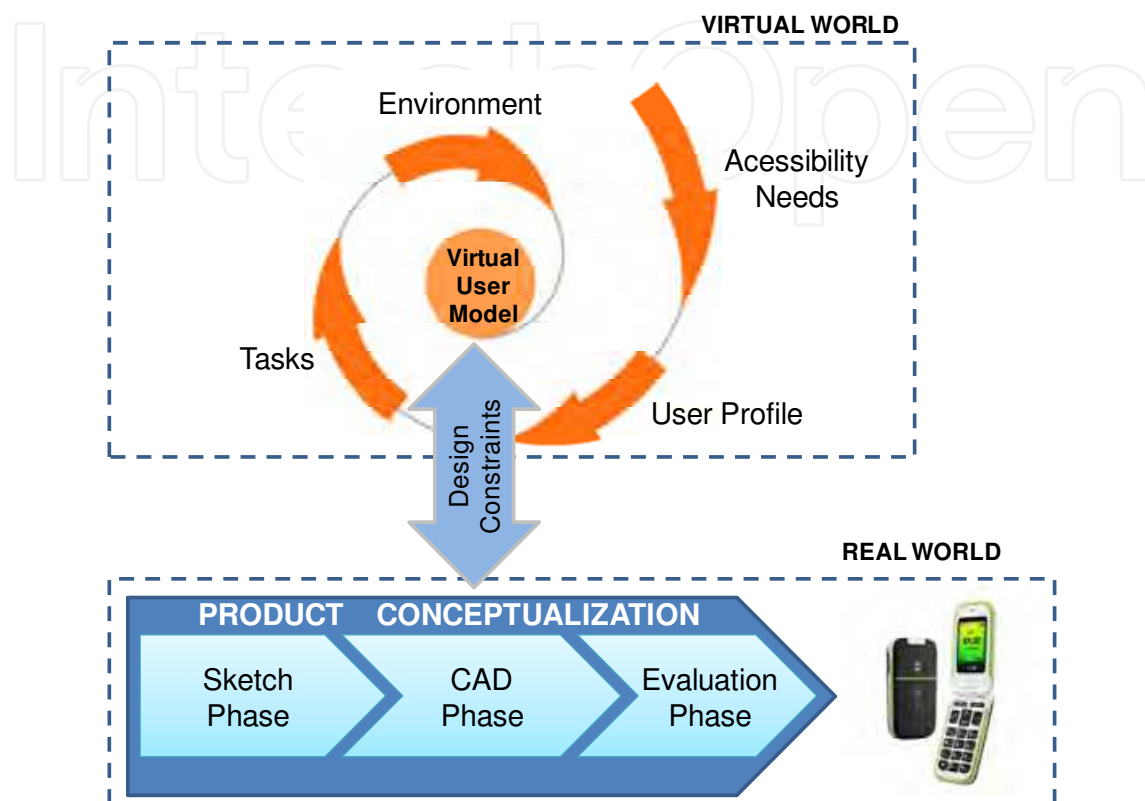 VIRTUAL WORLD
IntechOpen
Environment
Acessibility
Needs
Virtual
User
Model
Tasks
User Profile
Design
Constraints
REAL WORLD
PRODUCT CONCEPTUALIZATION
Sketch
Phase
CAD
Phase
Evaluation
Phase